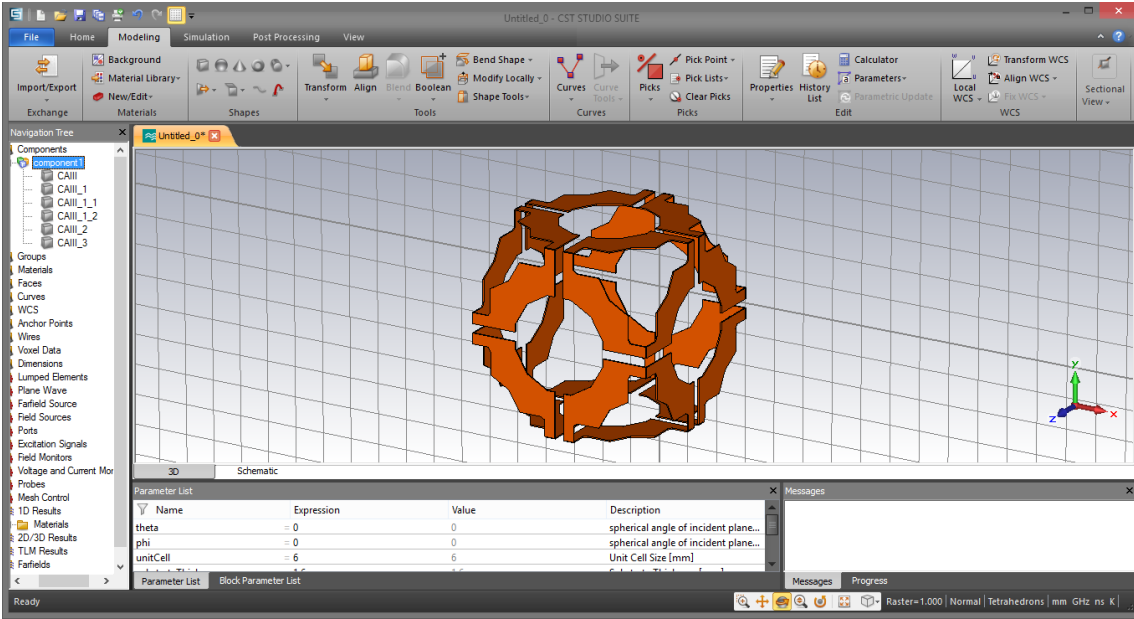 Untitled_0 - CST STUDIO SUITE
File Home Modeling Simulation Post Processing View
Import/Export
Exchange
Background
Material Library
New/Edit
Materials
Shapes
Transform Align Blend Boolean
Bend Shape
Modify Locally
Shape Tools
Tools
Curves Curve Tools
Curves
Picks
Pick Point
Pick Lists
Clear Picks
Picks
Properties History List
Calculator
Parameters
Parametric Update
Edit
Local WCS
Transform WCS
Align WCS
Fix WCS
WCS
Sectional View
Navigation Tree
Untitled_0*
Components
component1
CAIII
CAIII_1
CAIII_1_1
CAIII_1_2
CAIII_2
CAIII_3
Groups
Materials
Faces
Curves
WCS
Anchor Points
Wires
Voxel Data
Dimensions
Lumped Elements
Plane Wave
Farfield Source
Field Sources
Ports
Excitation Signals
Field Monitors
Voltage and Current Mor
Probes
Mesh Control
1D Results
Materials
2D/3D Results
TLM Results
Farfields
y
z x
3D Schematic
Parameter List
Name Expression Value Description
theta = 0 0 spherical angle of incident plane...
phi = 0 0 spherical angle of incident plane...
unitCell = 6 6 Unit Cell Size [mm]
Parameter List Block Parameter List
Messages
Messages Progress
Ready
Raster=1.000 Normal Tetrahedrons mm GHz ns K